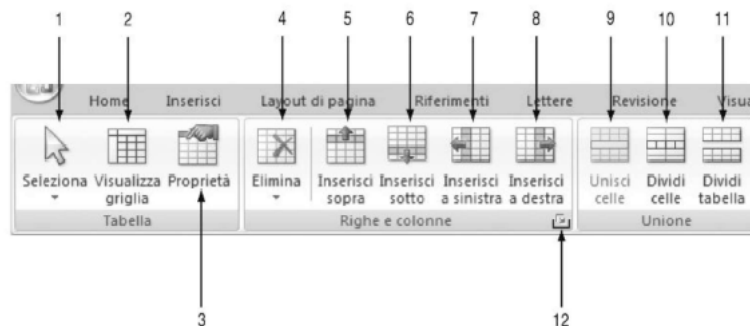 1 2 4 5 6 7 8 9 10 11
Home Inserisci Layout di pagina Riferimenti Lettere Revisione Visua
Seleziona Visualizza griglia Proprietà Elimina Inserisci sopra Inserisci sotto Inserisci a sinistra Inserisci a destra Unisci celle Dividi celle Dividi tabella
Tabella Righe e colonne Unione
3 12